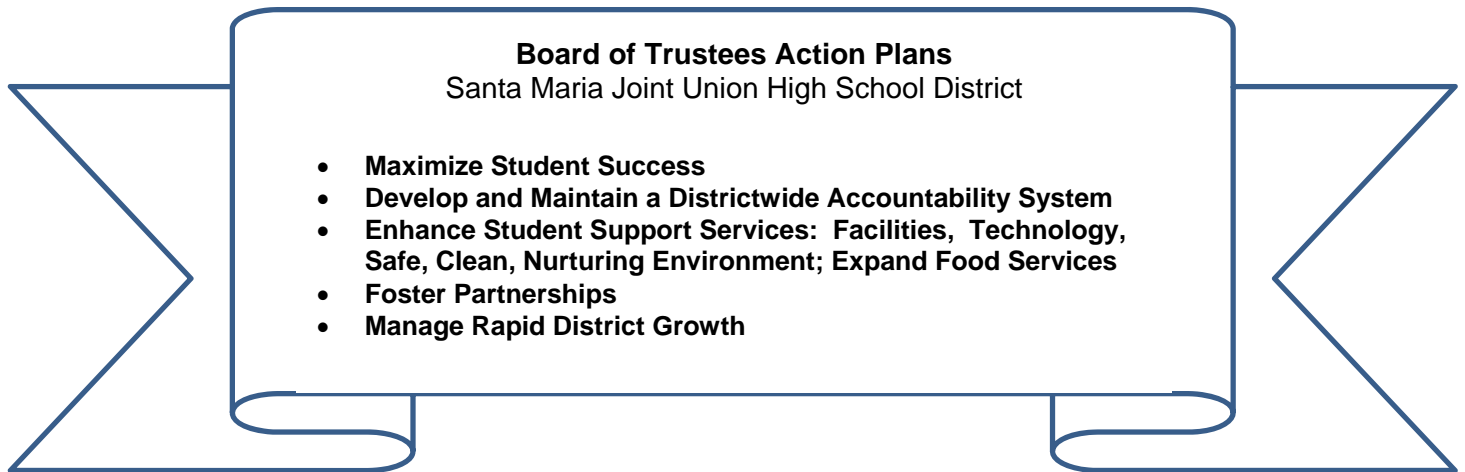 Board of Trustees Action Plans
Santa Maria Joint Union High School District
• Maximize Student Success
• Develop and Maintain a Districtwide Accountability System
• Enhance Student Support Services: Facilities, Technology,
Safe, Clean, Nurturing Environment; Expand Food Services
• Foster Partnerships
• Manage Rapid District Growth